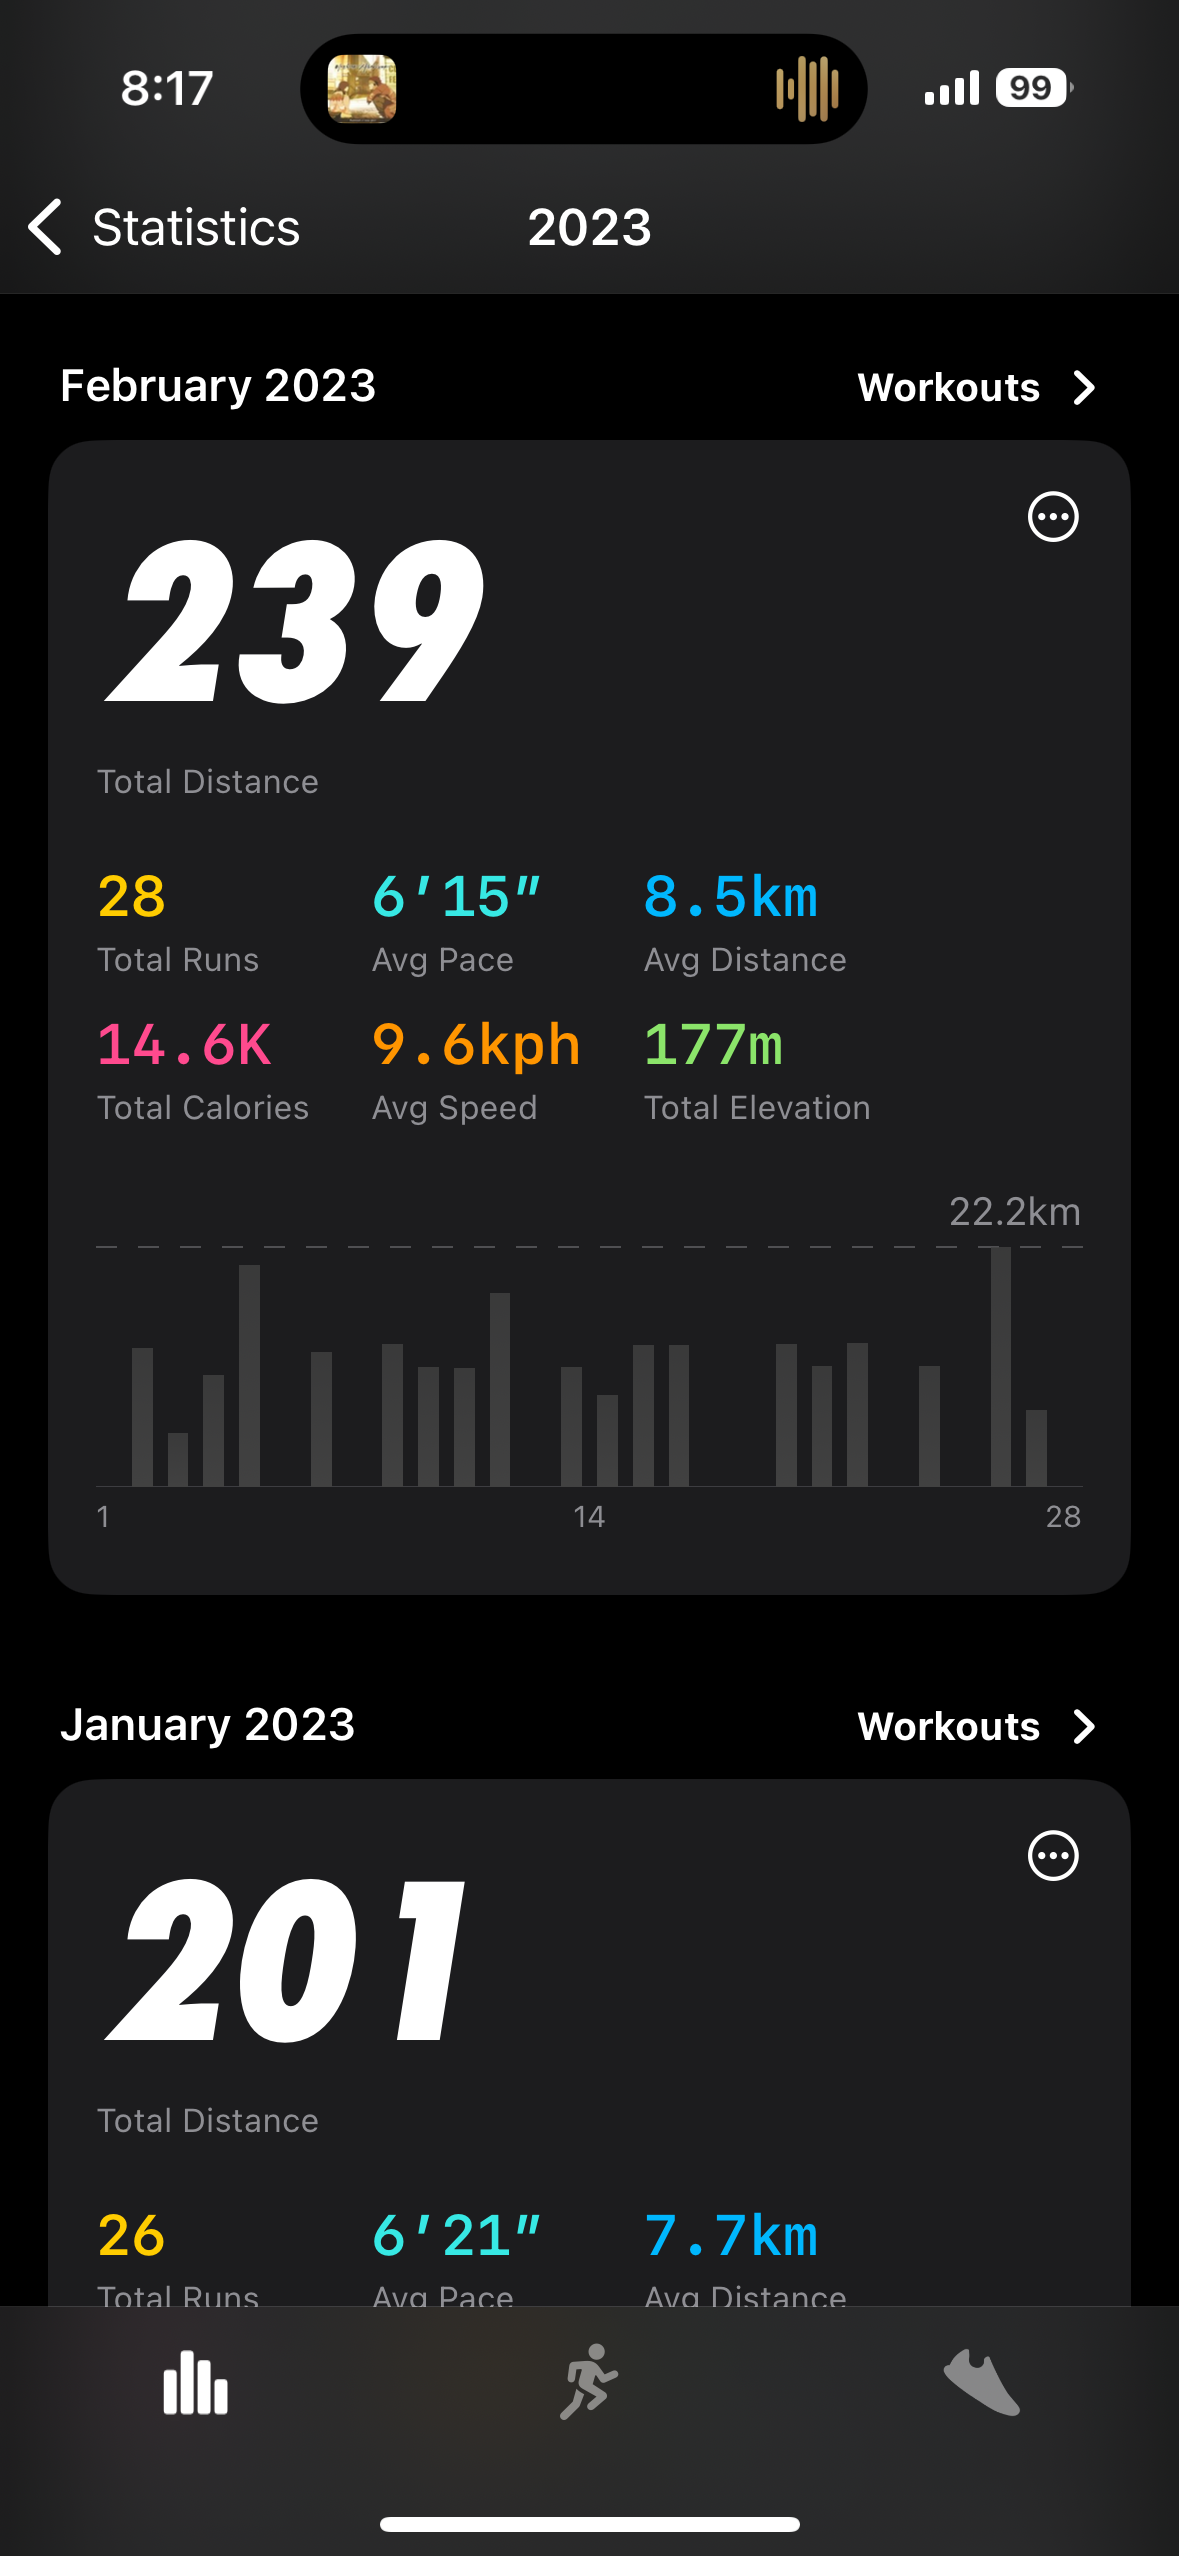 8:17
99
Statistics
2023
February 2023
Workouts
239
Total Distance
28 6'15" 8.5km
Total Runs Avg Pace Avg Distance
14.6K 9.6kph 177m
Total Calories Avg Speed Total Elevation
22.2km
1 14 28
January 2023
Workouts
201
Total Distance
26 6'21" 7.7km
Total Runs Avg Pace Avg Distance